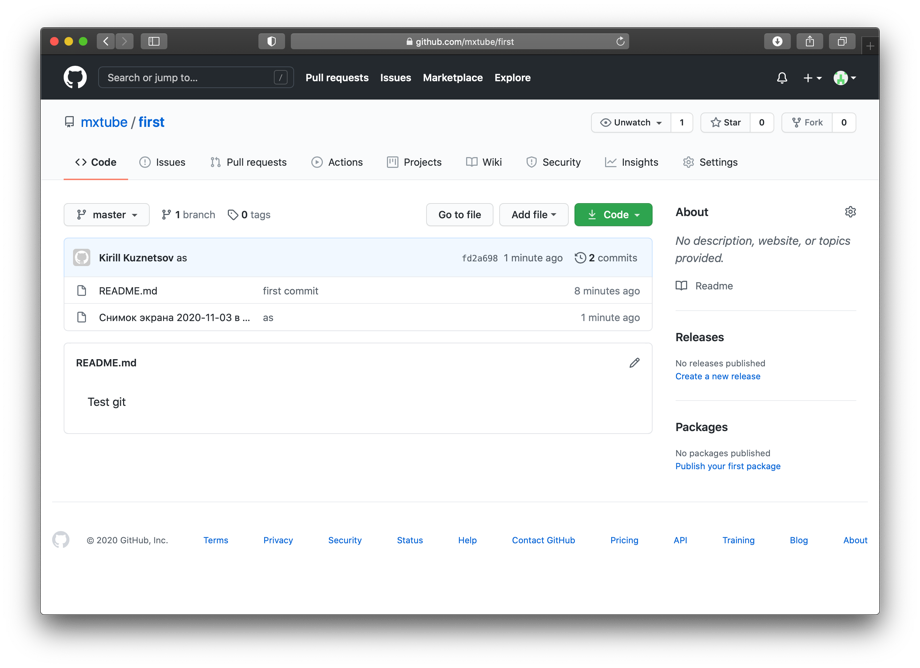 github.com/mxtube/first
Search or jump to... /
Pull requests Issues Marketplace Explore
mxtube / first
Unwatch 1 Star 0 Fork 0
Code Issues Pull requests Actions Projects Wiki Security Insights Settings
master 1 branch 0 tags Go to file Add file Code
Kirill Kuznetsov as fd2a698 1 minute ago 2 commits
README.md first commit 8 minutes ago
Снимок экрана 2020-11-03 в ... as 1 minute ago
README.md
Test git
About
No description, website, or topics
provided.
Readme
Releases
No releases published
Create a new release
Packages
No packages published
Publish your first package
© 2020 GitHub, Inc. Terms Privacy Security Status Help Contact GitHub Pricing API Training Blog About